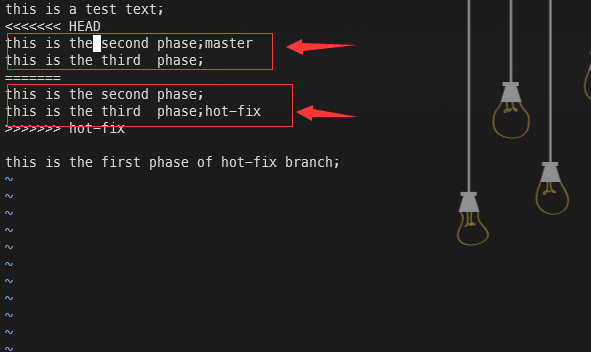 this is a test text;
<<<<<<< HEAD
this is the second phase;master
this is the third  phase;
=======
this is the second phase;
this is the third  phase;hot-fix
>>>>>>> hot-fix
this is the first phase of hot-fix branch;
~
~
~
~
~
~
~
~
~
~
~